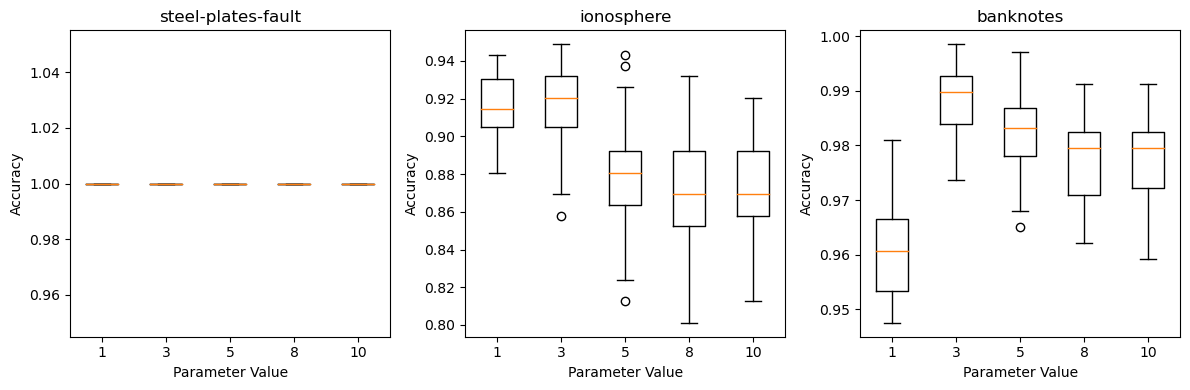 steel-plates-fault
Accuracy
1.04
1.02
1.00
0.98
0.96
1 3 5 8 10
Parameter Value
ionosphere
Accuracy
0.94
0.92
0.90
0.88
0.86
0.84
0.82
0.80
1 3 5 8 10
Parameter Value
banknotes
Accuracy
1.00
0.99
0.98
0.97
0.96
0.95
1 3 5 8 10
Parameter Value